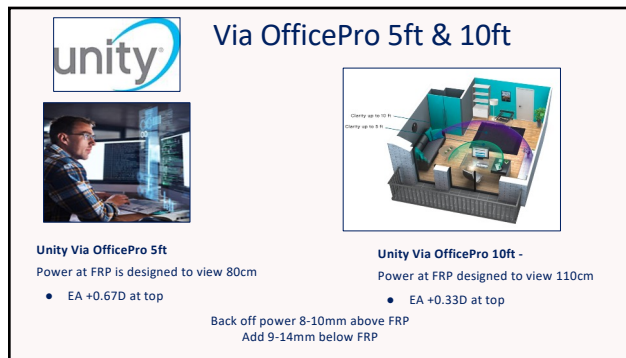 unity
Via OfficePro 5ft & 10ft
Clarity up to 10 ft
Clarity up to 5 ft
Unity Via OfficePro 5ft
Power at FRP is designed to view 80cm
● EA +0.67D at top
Unity Via OfficePro 10ft -
Power at FRP designed to view 110cm
● EA +0.33D at top
Back off power 8-10mm above FRP
Add 9-14mm below FRP